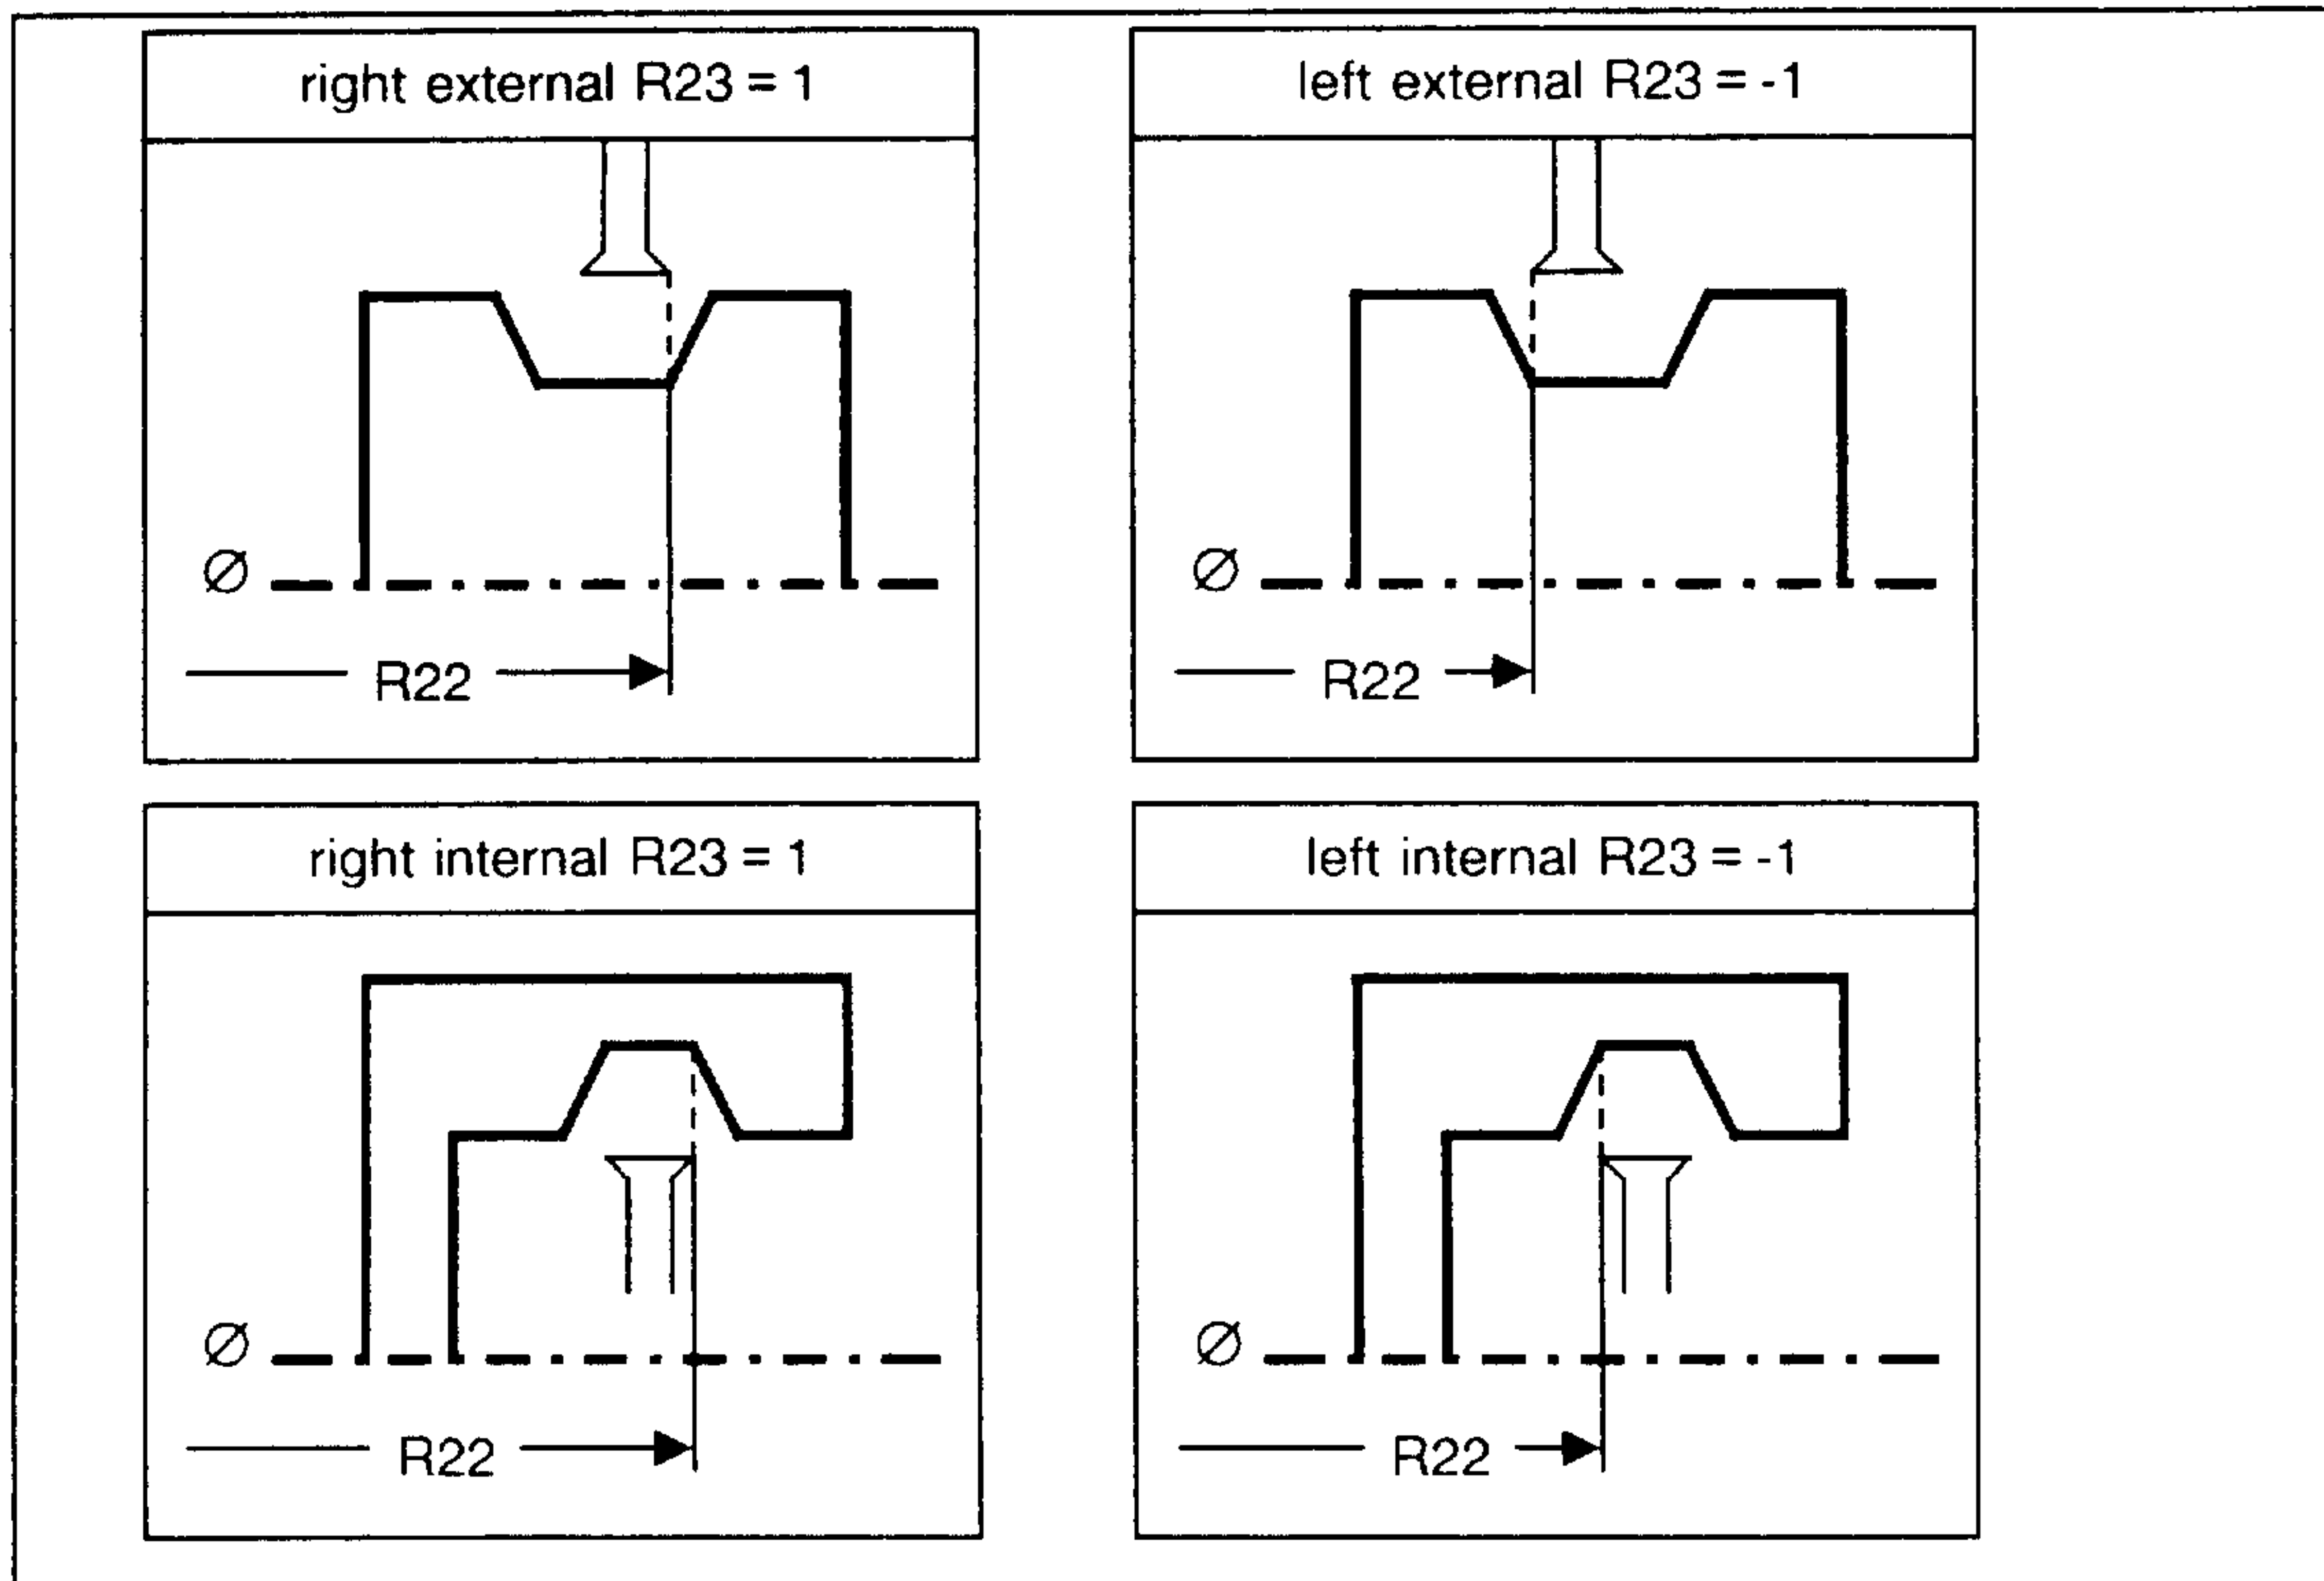 right external R23 = 1
left external R23 = -1
Ø
R22
Ø
R22
right internal R23 = 1
left internal R23 = -1
Ø
R22
Ø
R22